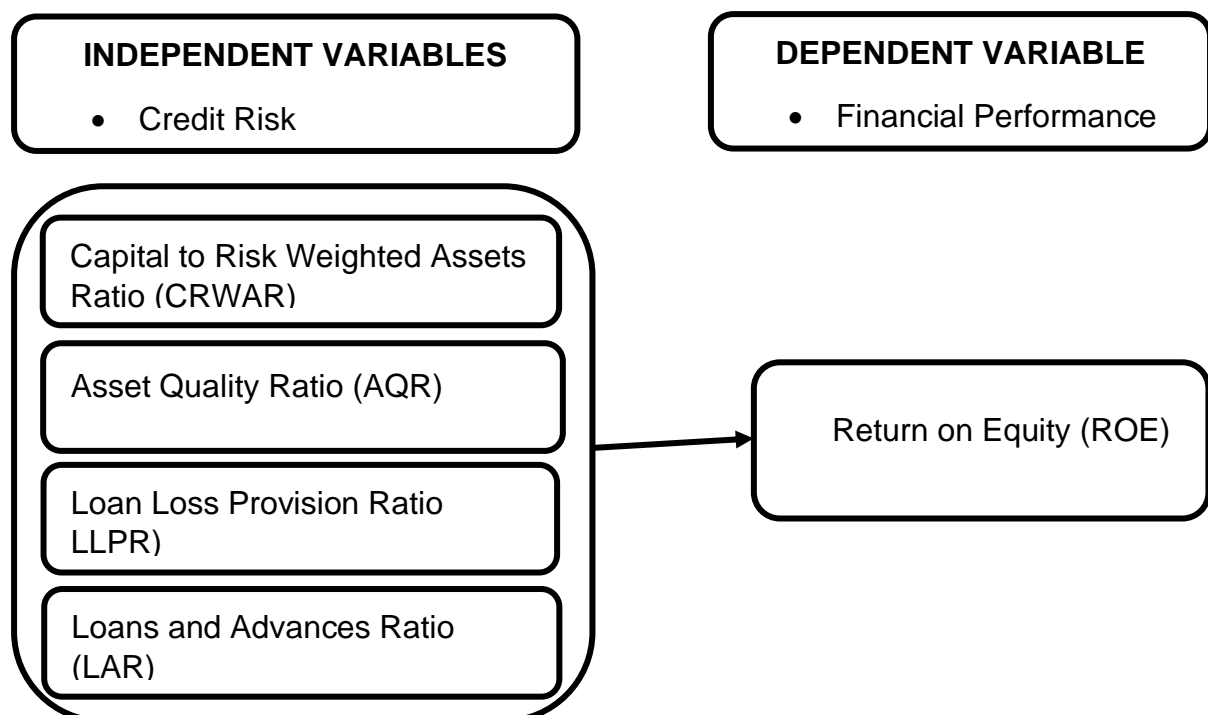 INDEPENDENT VARIABLES
• Credit Risk
DEPENDENT VARIABLE
• Financial Performance
Capital to Risk Weighted Assets
Ratio (CRWAR)
Asset Quality Ratio (AQR)
Loan Loss Provision Ratio
LLPR)
Loans and Advances Ratio
(LAR)
Return on Equity (ROE)